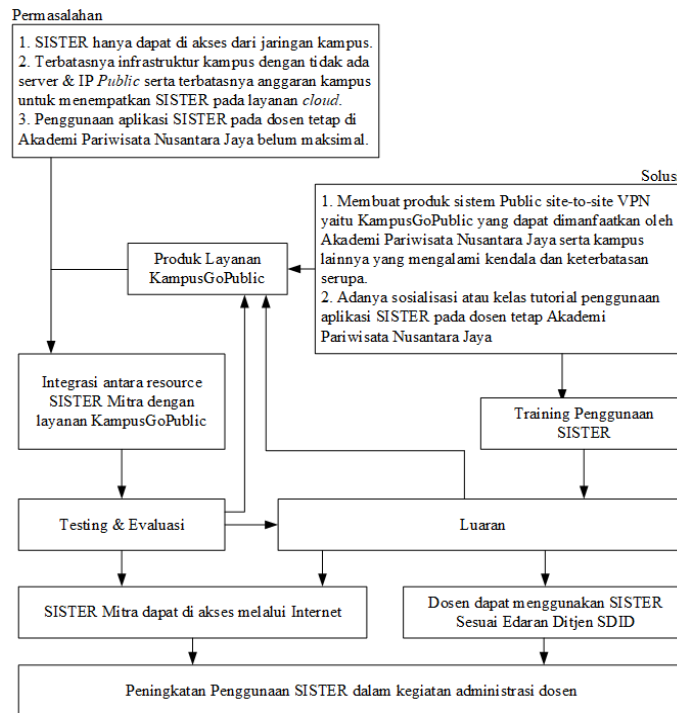 Permasalahan
1. SISTER hanya dapat di akses dari jaringan kampus.
2. Terbatasnya infrastruktur kampus dengan tidak ada
server & IP Public serta terbatasnya anggaran kampus
untuk menempatkan SISTER pada layanan cloud.
3. Penggunaan aplikasi SISTER pada dosen tetap di
Akademi Pariwisata Nusantara Jaya belum maksimal.
Solus
1. Membuat produk sistem Public site-to-site VPN
yaitu KampusGoPublic yang dapat dimanfaatkan oleh
Akademi Pariwisata Nusantara Jaya serta kampus
lainnya yang mengalami kendala dan keterbatasan
serupa.
2. Adanya sosialisasi atau kelas tutorial penggunaan
aplikasi SISTER pada dosen tetap Akademi
Pariwisata Nusantara Jaya
Produk Layanan
KampusGoPublic
Integrasi antara resource
SISTER Mitra dengan
layanan KampusGoPublic
Training Penggunaan
SISTER
Testing & Evaluasi
Luaran
SISTER Mitra dapat di akses melalui Internet
Dosen dapat menggunakan SISTER
Sesuai Edaran Ditjen SDID
Peningkatan Penggunaan SISTER dalam kegiatan administrasi dosen